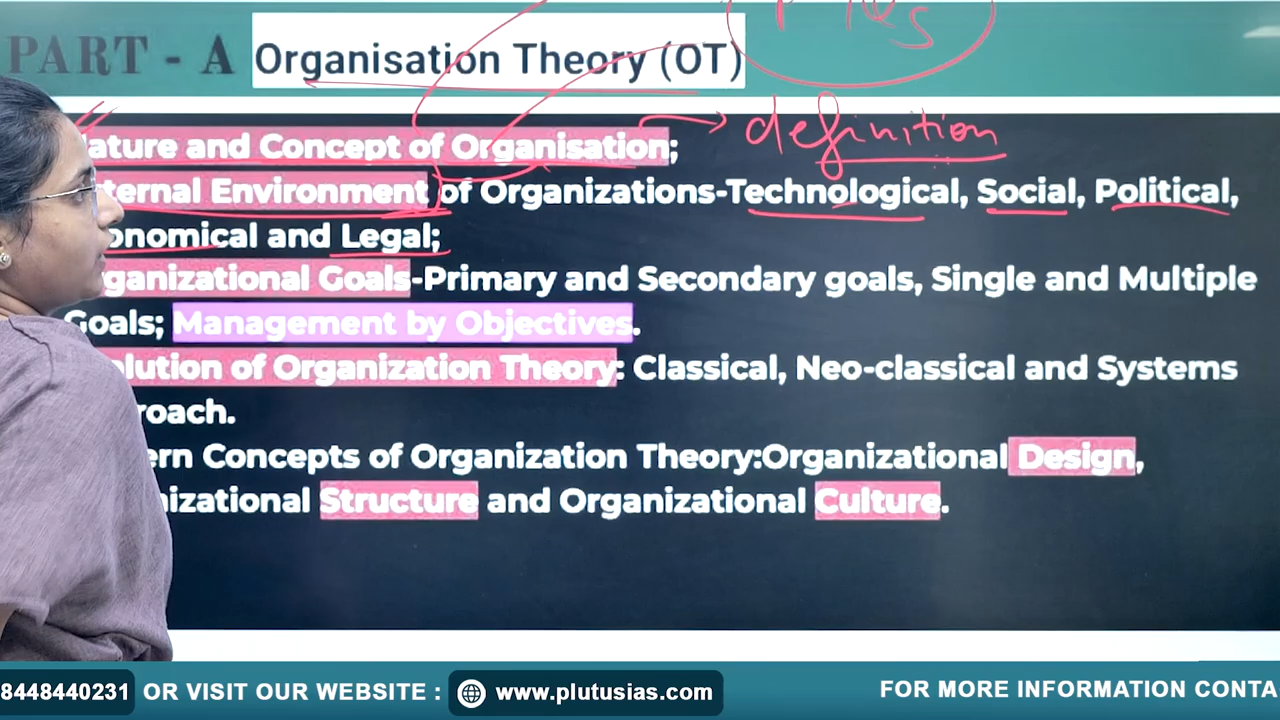 PART - A Organisation Theory (OT)
definition
ature and Concept of Organisation;
ternal Environment of Organizations-Technological, Social, Political,
onomical and Legal;
ganizational Goals-Primary and Secondary goals, Single and Multiple
Goals; Management by Objectives.
olution of Organization Theory: Classical, Neo-classical and Systems
roach.
ern Concepts of Organization Theory:Organizational Design,
nizational Structure and Organizational Culture.
8448440231 OR VISIT OUR WEBSITE : www.plutusias.com FOR MORE INFORMATION CONTA